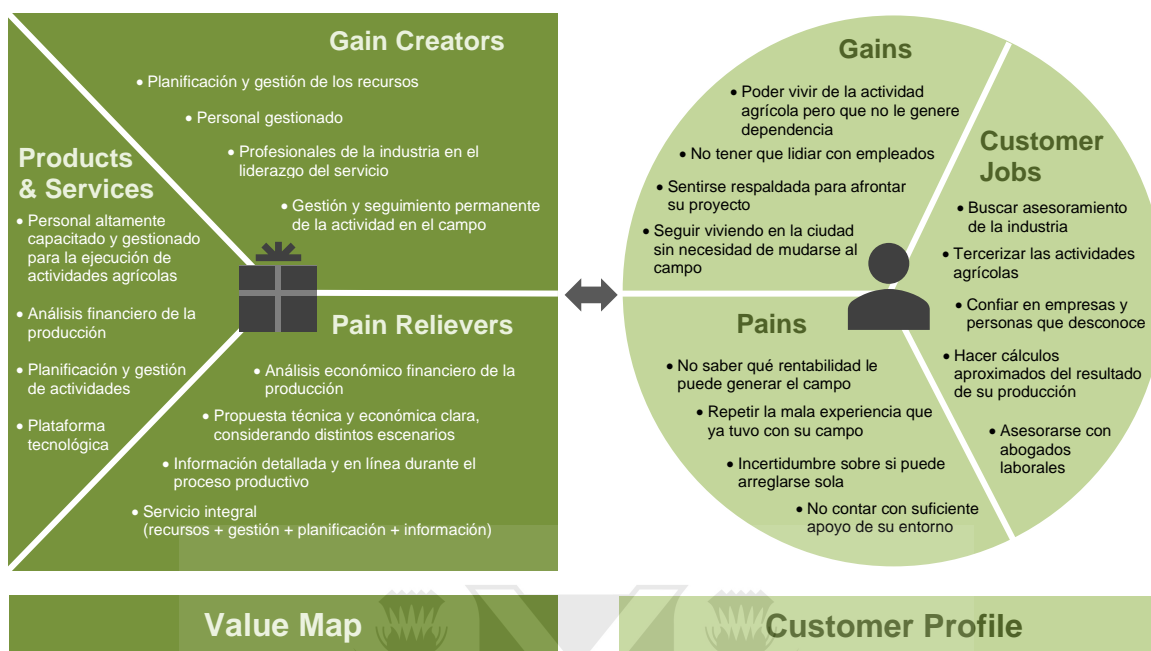 Gain Creators
• Planificación y gestión de los recursos
• Personal gestionado
• Profesionales de la industria en el
liderazgo del servicio
• Gestión y seguimiento permanente
de la actividad en el campo
Products
& Services
• Personal altamente
capacitado y gestionado
para la ejecución de
actividades agrícolas
• Análisis financiero de la
producción
• Planificación y gestión
de actividades
• Plataforma
tecnológica
Pain Relievers
• Análisis económico financiero de la
producción
• Propuesta técnica y económica clara,
considerando distintos escenarios
• Información detallada y en línea durante el
proceso productivo
• Servicio integral
(recursos + gestión + planificación + información)
Gains
• Poder vivir de la actividad
agrícola pero que no le genere
dependencia
• No tener que lidiar con empleados
• Sentirse respaldada para afrontar
su proyecto
• Seguir viviendo en la ciudad
sin necesidad de mudarse al
campo
Customer
Jobs
• Buscar asesoramiento
de la industria
• Tercerizar las actividades
agrícolas
• Confiar en empresas y
personas que desconoce
• Hacer cálculos
aproximados del resultado
de su producción
• Asesorarse con
abogados
laborales
Pains
• No saber qué rentabilidad le
puede generar el campo
• Repetir la mala experiencia que
ya tuvo con su campo
• Incertidumbre sobre si puede
arreglarse sola
• No contar con suficiente
apoyo de su entorno
Value Map
Customer Profile